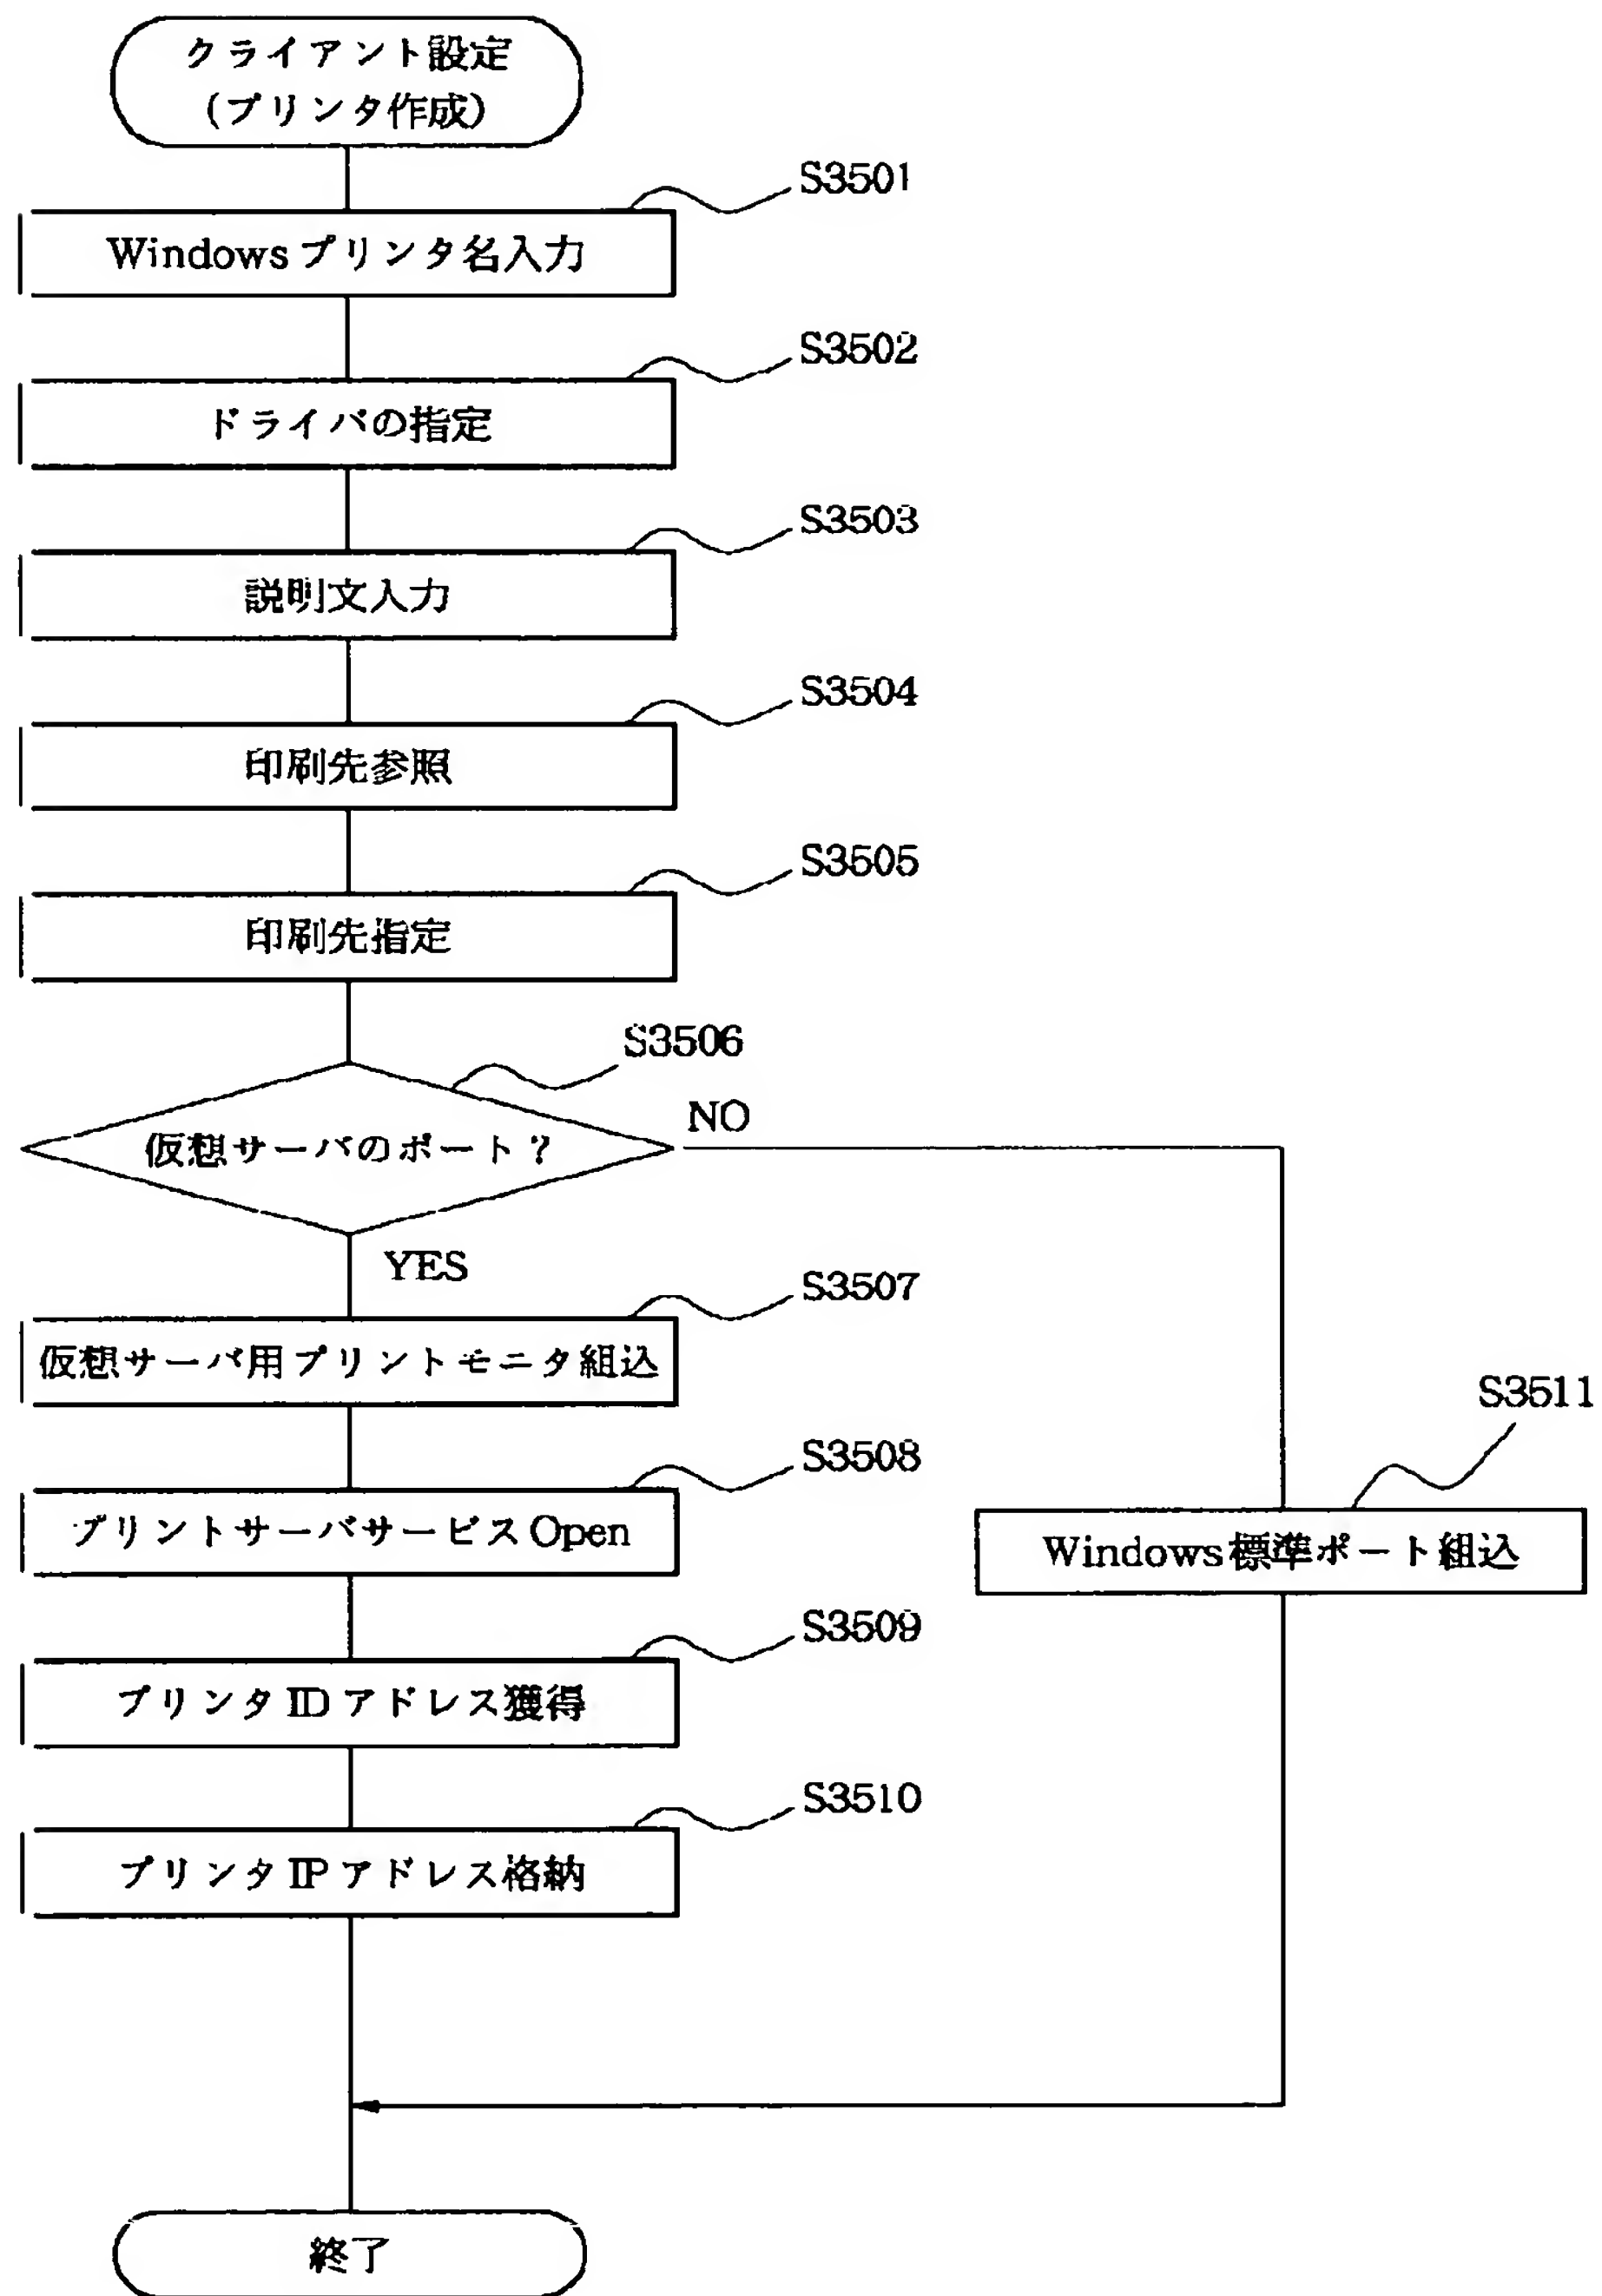 クライアント設定
(プリンタ作成)
S3501
Windowsプリンタ名入力
S3502
ドライバの指定
S3503
説明文入力
S3504
印刷先参照
S3505
印刷先指定
S3506
仮想サーバのポート?
NO
YES
S3507
仮想サーバ用プリントモニタ組込
S3511
S3508
プリントサーバサービスOpen
Windows標準ポート組込
S3509
プリンタIDアドレス獲得
S3510
プリンタIPアドレス格納
終了